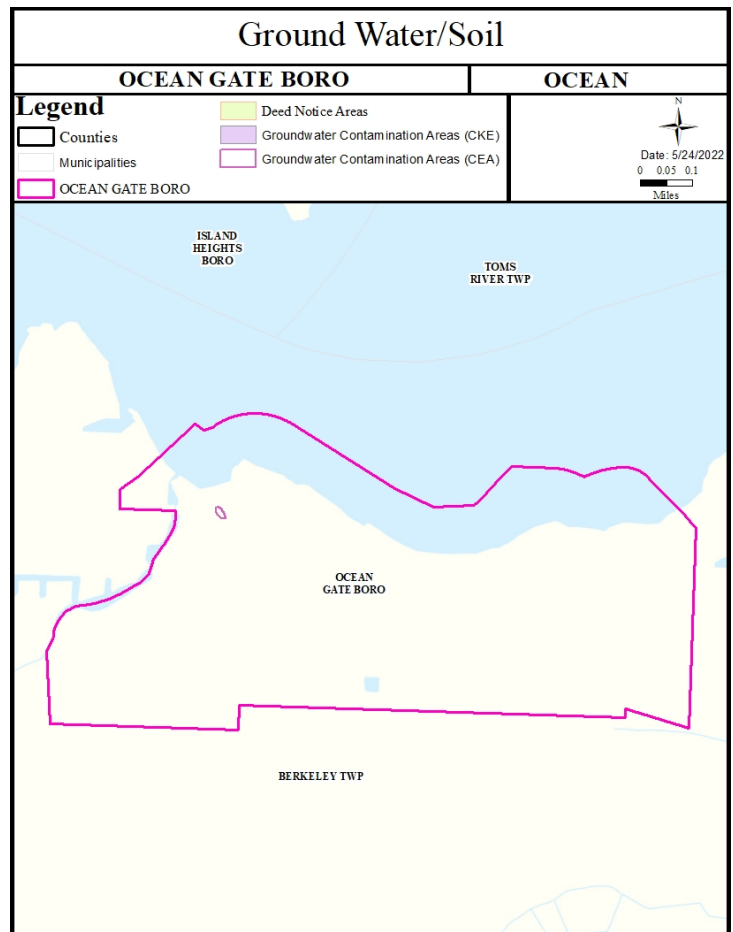 Ground Water/Soil
OCEAN GATE BORO
OCEAN
Legend
Counties
Municipalities
OCEAN GATE BORO
Deed Notice Areas
Groundwater Contamination Areas (CKE)
Groundwater Contamination Areas (CEA)
N
Date: 5/24/2022
0 0.05 0.1
Miles
ISLAND
HEIGHTS
BORO
TOMS
RIVER TWP
OCEAN
GATE BORO
BERKELEY TWP